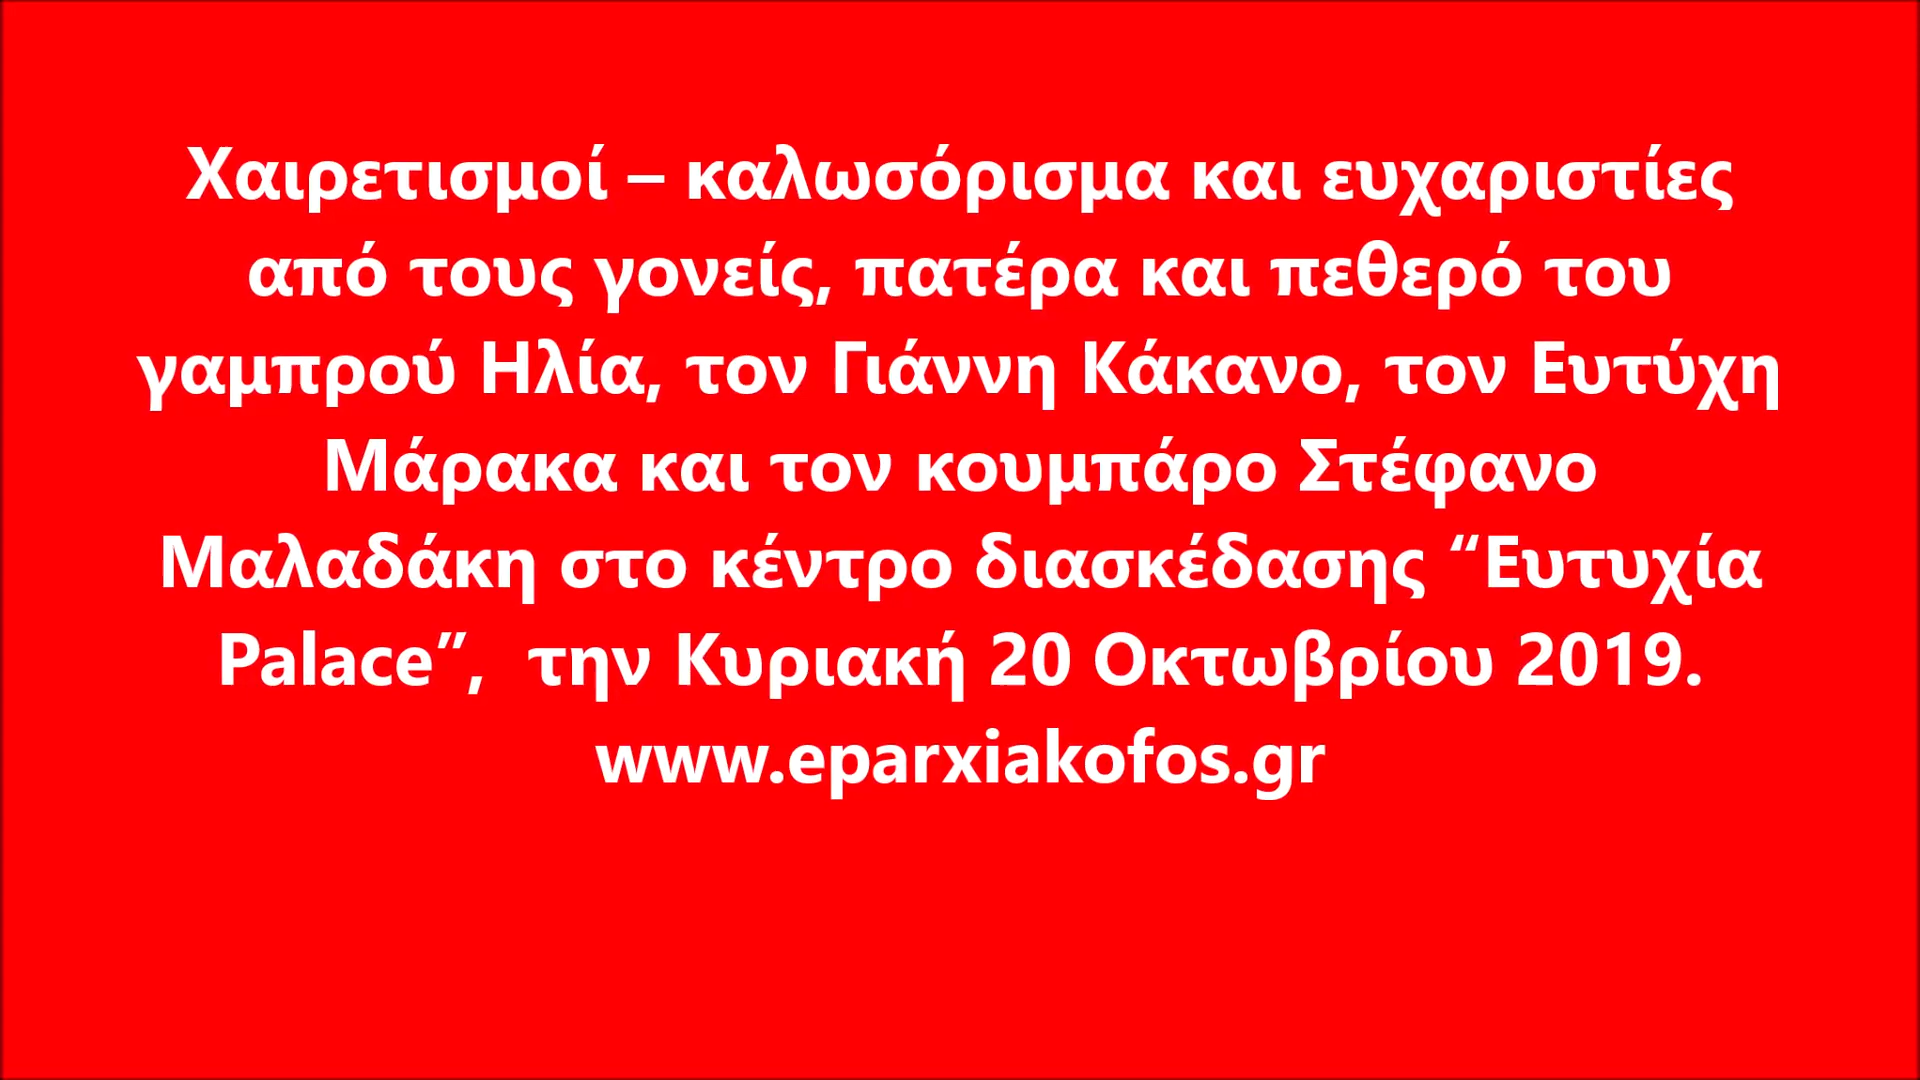 Χαιρετισμοί – καλωσόρισμα και ευχαριστίες
από τους γονείς, πατέρα και πεθερό του
γαμπρού Ηλία, τον Γιάννη Κάκανο, τον Ευτύχη
Μάρακα και τον κουμπάρο Στέφανο
Μαλαδάκη στο κέντρο διασκέδασης “Ευτυχία
Palace”,  την Κυριακή 20 Οκτωβρίου 2019.
www.eparxiakofos.gr